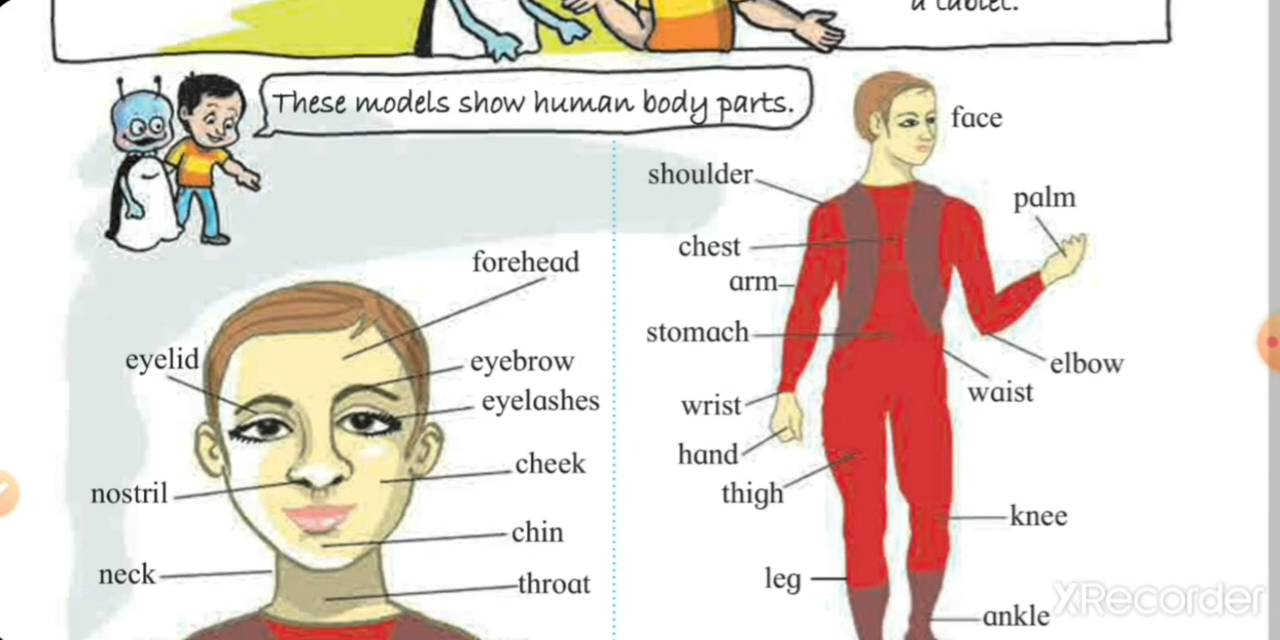 a tablet.
These models show human body parts.
forehead
eyelid
eyebrow
eyelashes
cheek
nostril
chin
neck
throat
face
shoulder
palm
chest
arm
stomach
elbow
waist
wrist
hand
thigh
knee
leg
ankle
XRecorder